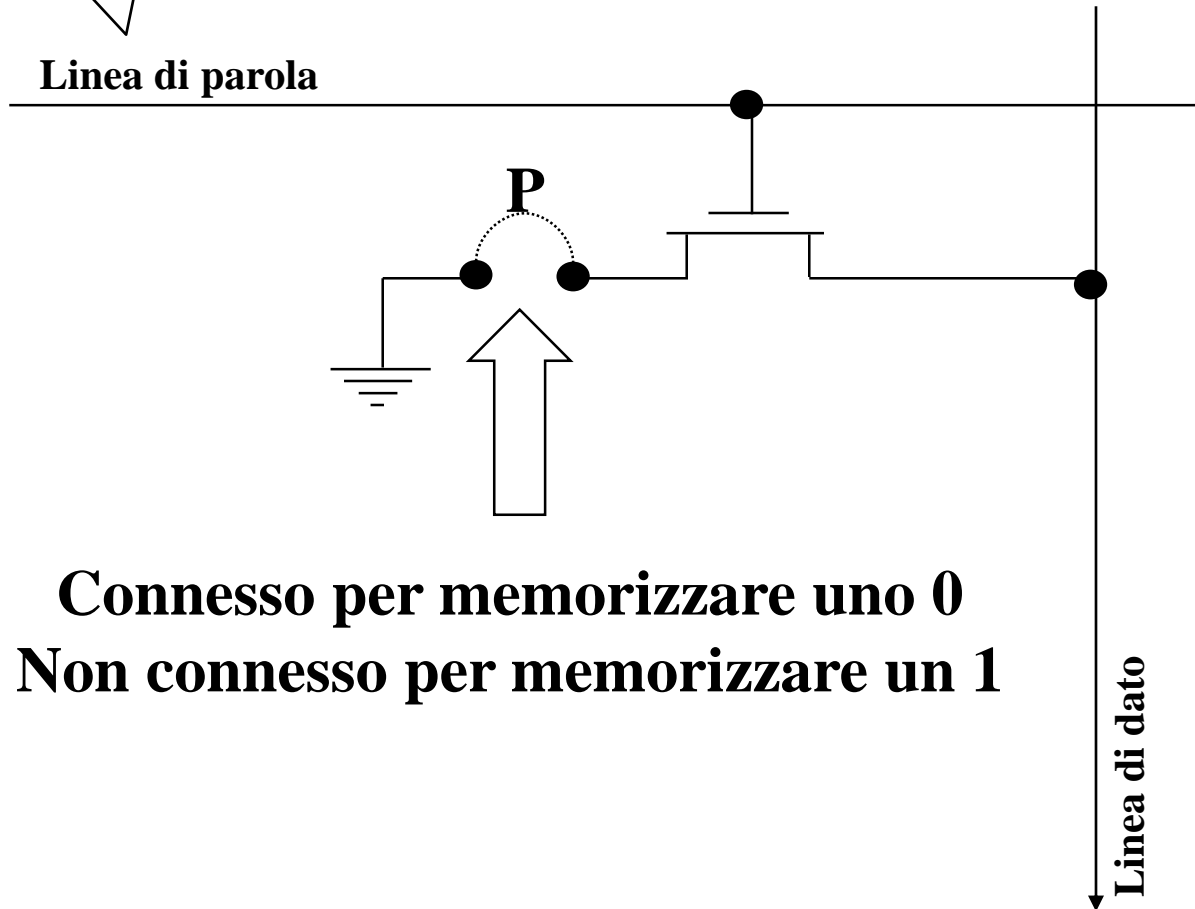 Linea di parola
P
Connesso per memorizzare uno 0
Non connesso per memorizzare un 1
Linea di dato